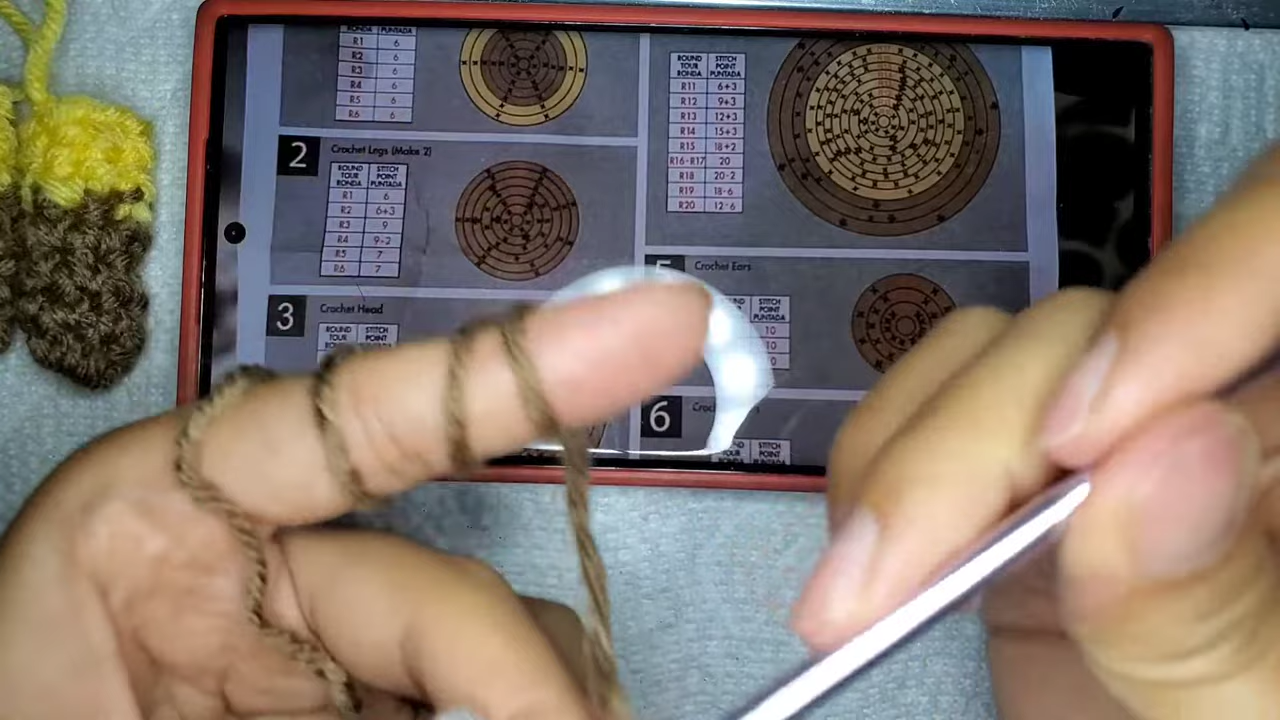 RONDA PUNTADA
R1 6
R2 6
R3 6
R4 6
R5 6
R6 6
2 Crochet Legs (Make 2)
ROUND STITCH
TOUR POINT
RONDA PUNTADA
R1 6
R2 6+3
R3 9
R4 9-2
R5 7
R6 7
3 Crochet Head
ROUND STITCH
TOUR POINT
ROUND STITCH
TOUR POINT
RONDA PUNTADA
R11 6+3
R12 9+3
R13 12+3
R14 15+3
R15 18+2
R16-R17 20
R18 20-2
R19 18-6
R20 12-6
Crochet Ears
STITCH
POINT
PUNTADA
10
10
6
STITCH
POINT
PUNTADA